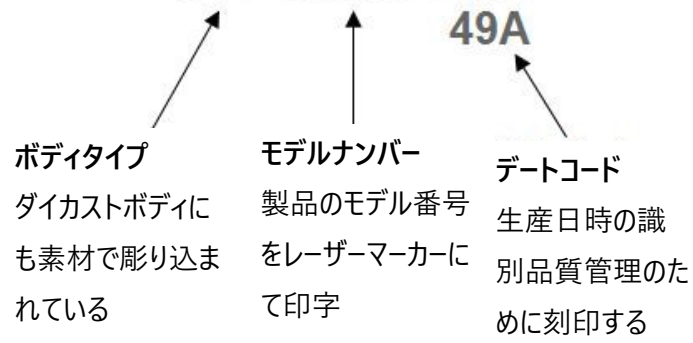 49A
ボディタイプ
ダイカストボディに
も素材で彫り込ま
れている
モデルナンバー
製品のモデル番号
をレーザーマーカーに
て印字
デートコード
生産日時の識
別品質管理のた
めに刻印する